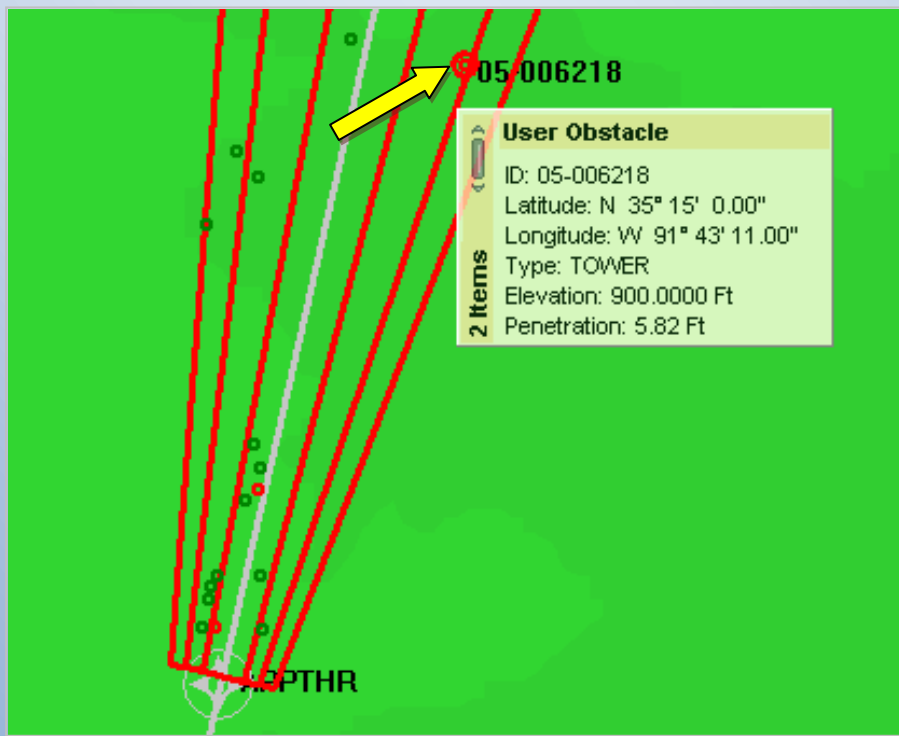 05-006218
User Obstacle
ID: 05-006218
Latitude: N 35° 15' 0.00"
Longitude: W 91° 43' 11.00"
Type: TOWER
Elevation: 900.0000 Ft
Penetration: 5.82 Ft
2 Items